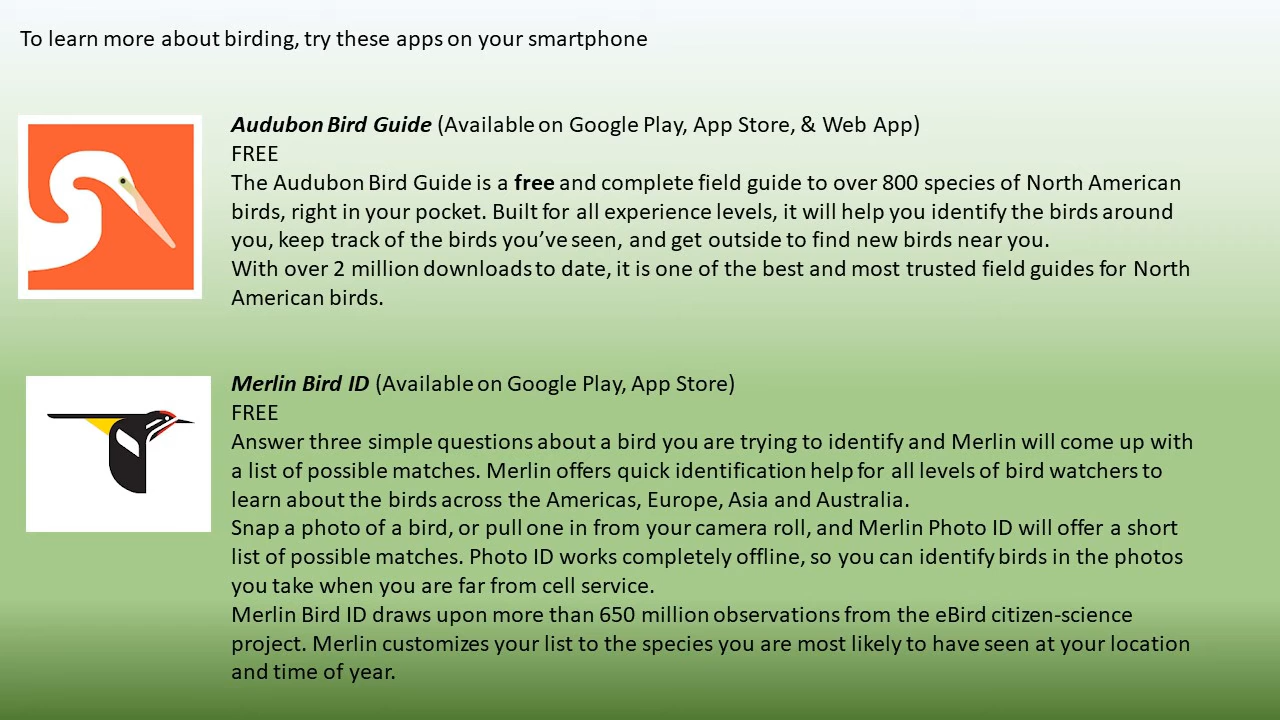 To learn more about birding, try these apps on your smartphone
Audubon Bird Guide (Available on Google Play, App Store, & Web App)
FREE
The Audubon Bird Guide is a free and complete field guide to over 800 species of North American
birds, right in your pocket. Built for all experience levels, it will help you identify the birds around
you, keep track of the birds you’ve seen, and get outside to find new birds near you.
With over 2 million downloads to date, it is one of the best and most trusted field guides for North
American birds.
Merlin Bird ID (Available on Google Play, App Store)
FREE
Answer three simple questions about a bird you are trying to identify and Merlin will come up with
a list of possible matches. Merlin offers quick identification help for all levels of bird watchers to
learn about the birds across the Americas, Europe, Asia and Australia.
Snap a photo of a bird, or pull one in from your camera roll, and Merlin Photo ID will offer a short
list of possible matches. Photo ID works completely offline, so you can identify birds in the photos
you take when you are far from cell service.
Merlin Bird ID draws upon more than 650 million observations from the eBird citizen-science
project. Merlin customizes your list to the species you are most likely to have seen at your location
and time of year.